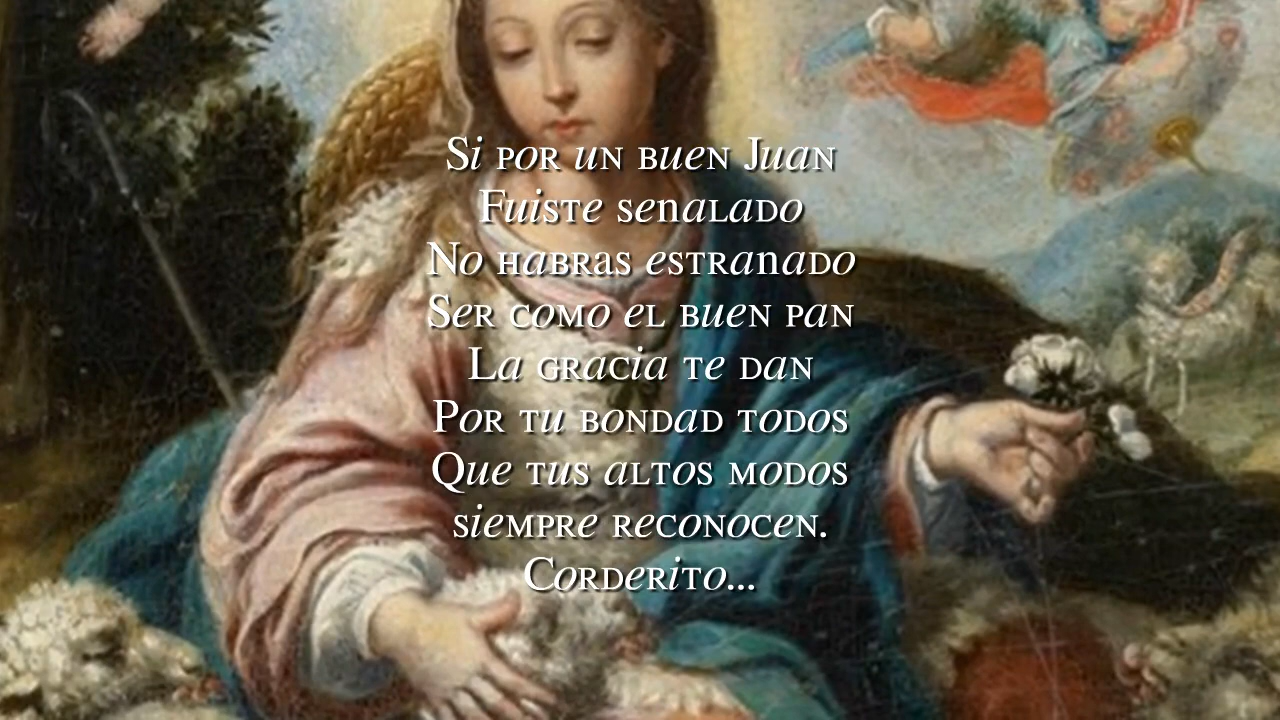 Si por un buen Juan
Fuiste senalado
No habras estranado
Ser como el buen pan
La gracia te dan
Por tu bondad todos
Que tus altos modos
siempre reconocen.
Corderito...